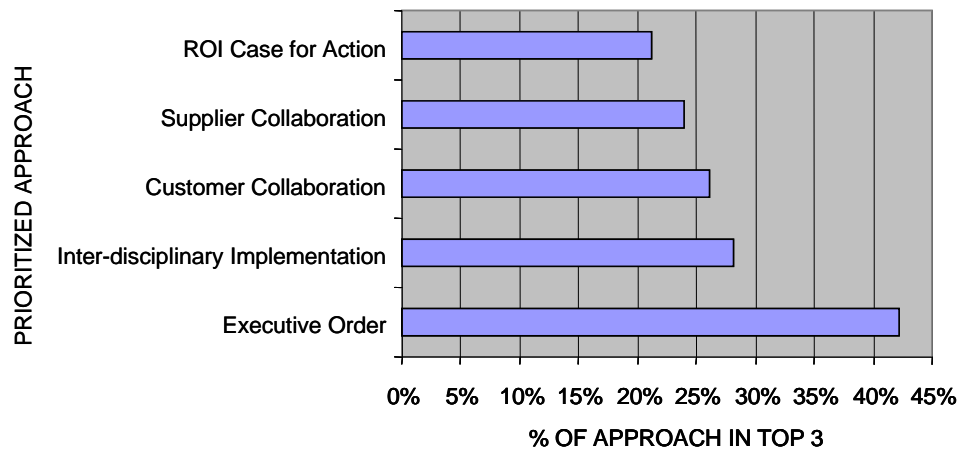 PRIORITIZED APPROACH
ROI Case for Action
Supplier Collaboration
Customer Collaboration
Inter-disciplinary Implementation
Executive Order
0% 5% 10% 15% 20% 25% 30% 35% 40% 45%
% OF APPROACH IN TOP 3